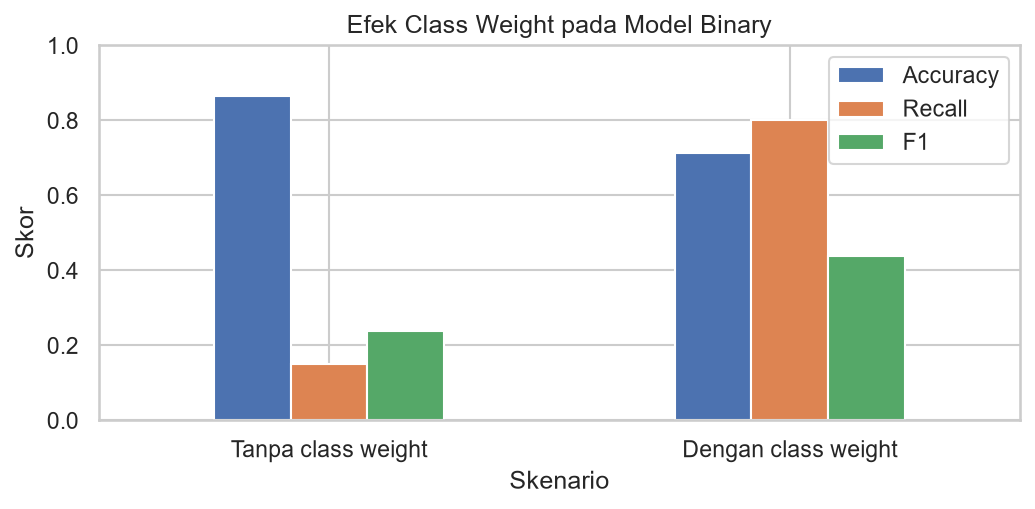 Efek Class Weight pada Model Binary
1.0
0.8
0.6
0.4
0.2
0.0
Skor
Accuracy
Recall
F1
Tanpa class weight
Dengan class weight
Skenario